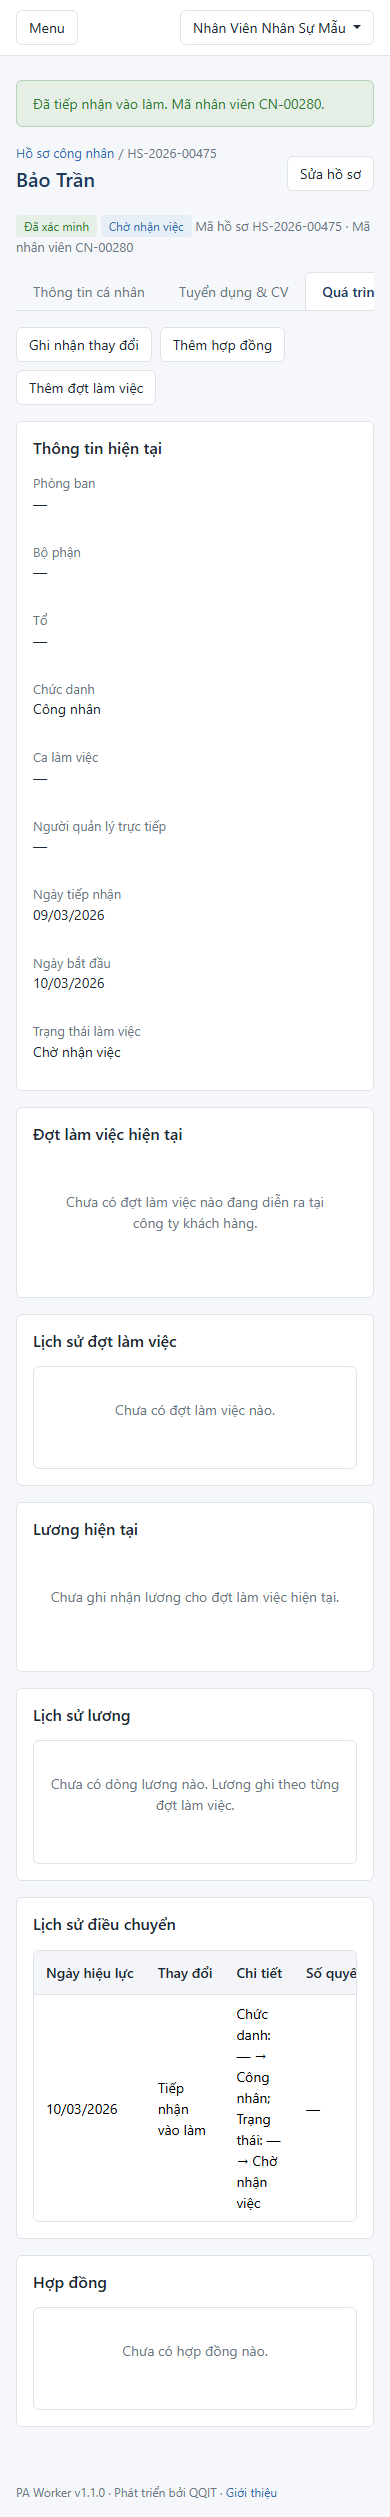 Menu
Nhân Viên Nhân Sự Mẫu
Đã tiếp nhận vào làm. Mã nhân viên CN-00280.
Hồ sơ công nhân / HS-2026-00475
Bảo Trần
Sửa hồ sơ
Đã xác minh Chờ nhận việc Mã hồ sơ HS-2026-00475 · Mã
nhân viên CN-00280
Thông tin cá nhân Tuyển dụng & CV Quá trìn
Ghi nhận thay đổi Thêm hợp đồng
Thêm đợt làm việc
Thông tin hiện tại
Phòng ban
—
Bộ phận
—
Tổ
—
Chức danh
Công nhân
Ca làm việc
—
Người quản lý trực tiếp
—
Ngày tiếp nhận
09/03/2026
Ngày bắt đầu
10/03/2026
Trạng thái làm việc
Chờ nhận việc
Đợt làm việc hiện tại
Chưa có đợt làm việc nào đang diễn ra tại
công ty khách hàng.
Lịch sử đợt làm việc
Chưa có đợt làm việc nào.
Lương hiện tại
Chưa ghi nhận lương cho đợt làm việc hiện tại.
Lịch sử lương
Chưa có dòng lương nào. Lương ghi theo từng
đợt làm việc.
Lịch sử điều chuyển
Ngày hiệu lực Thay đổi Chi tiết Số quyế
10/03/2026
Tiếp
nhận
vào làm
Chức
danh:
— →
Công
nhân;
Trạng
thái: —
→ Chờ
nhận
việc
—
Hợp đồng
Chưa có hợp đồng nào.
PA Worker v1.1.0 · Phát triển bởi QQIT · Giới thiệu